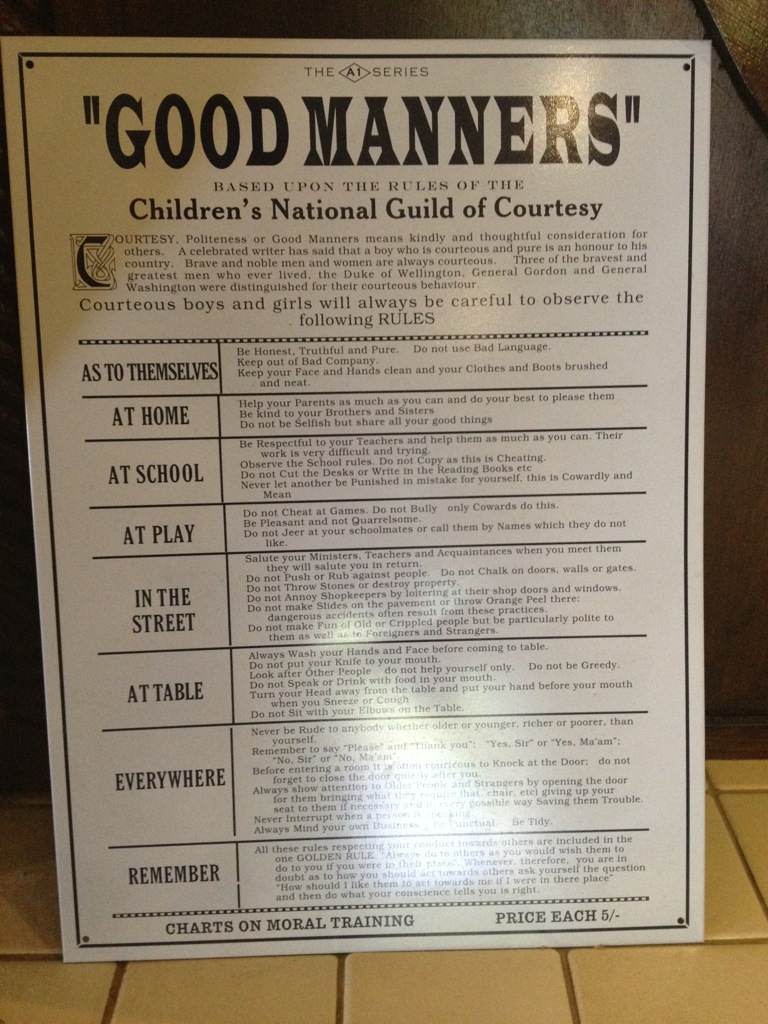 THE A1 SERIES
"GOOD MANNERS"
BASED UPON THE RULES OF THE
Children's National Guild of Courtesy
COURTESY, Politeness or Good Manners means kindly and thoughtful consideration for
others. A celebrated writer has said that a boy who is courteous and pure is an honour to his
country. Brave and noble men and women are always courteous. Three of the bravest and
greatest men who ever lived, the Duke of Wellington, General Gordon and General
Washington were distinguished for their courteous behaviour.
Courteous boys and girls will always be careful to observe the
following RULES
AS TO THEMSELVES
Be Honest, Truthful and Pure. Do not use Bad Language.
Keep out of Bad Company.
Keep your Face and Hands clean and your Clothes and Boots brushed
and neat.
AT HOME
Help your Parents as much as you can and do your best to please them
Be kind to your Brothers and Sisters
Do not be Selfish but share all your good things
AT SCHOOL
Be Respectful to your Teachers and help them as much as you can. Their
work is very difficult and trying.
Observe the School rules. Do not Copy as this is Cheating.
Do not Cut the Desks or Write in the Reading Books etc
Never let another be Punished in mistake for yourself, this is Cowardly and
Mean
AT PLAY
Do not Cheat at Games. Do not Bully only Cowards do this.
Be Pleasant and not Quarrelsome.
Do not Jeer at your schoolmates or call them by Names which they do not
like.
IN THE
STREET
Salute your Ministers, Teachers and Acquaintances when you meet them
they will salute you in return.
Do not Push or Rub against people. Do not Chalk on doors, walls or gates.
Do not Throw Stones or destroy property.
Do not Annoy Shopkeepers by loitering at their shop doors and windows.
Do not make Slides on the pavement or throw Orange Peel there;
dangerous accidents often result from these practices.
Do not make Fun of Old or Crippled people but be particularly polite to
them as well as to Foreigners and Strangers.
AT TABLE
Always Wash your Hands and Face before coming to table.
Do not put your Knife to your mouth.
Look after Other People do not help yourself only. Do not be Greedy.
Do not Speak or Drink with food in your mouth.
Turn your Head away from the table and put your hand before your mouth
when you Sneeze or Cough
Do not Sit with your Elbows on the Table.
EVERYWHERE
Never be Rude to anybody whether older or younger, richer or poorer, than
yourself.
Remember to say "Please" and "Thank you"; "Yes, Sir" or "Yes, Ma'am";
"No, Sir" or "No, Ma'am"
Before entering a room it is often courteous to Knock at the Door; do not
forget to close the door quietly after you.
Always show attention to Older People and Strangers by opening the door
for them bringing what they require (hat, chair, etc) giving up your
seat to them if necessary and in every possible way Saving them Trouble.
Never Interrupt when a person is speaking.
Always Mind your own Business. Be Punctual. Be Tidy.
REMEMBER
All these rules respecting your conduct towards others are included in the
one GOLDEN RULE. "Always do to others as you would wish them to
do to you if you were in their place". Whenever, therefore, you are in
doubt as to how you should act towards others ask yourself the question
"How should I like them to act towards me if I were in there place"
and then do what your conscience tells you is right.
CHARTS ON MORAL TRAINING
PRICE EACH 5/-